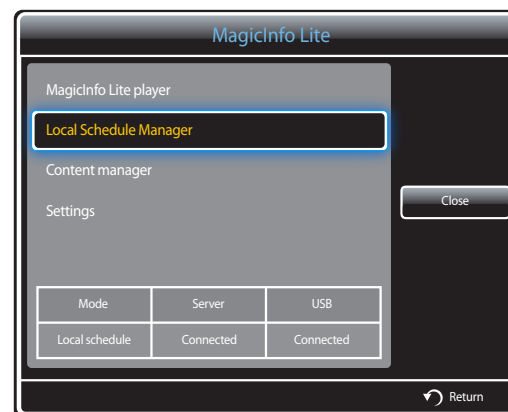 MagicInfo Lite
MagicInfo Lite player
Local Schedule Manager
Content manager
Settings
Close
Mode Server USB
Local schedule Connected Connected
Return